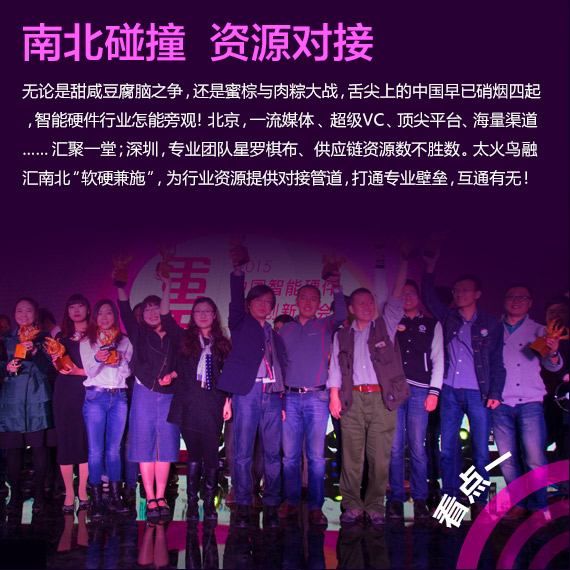 南北碰撞 资源对接
无论是甜咸豆腐脑之争,还是蜜棕与肉粽大战,舌尖上的中国早已硝烟四起
,智能硬件行业怎能旁观!北京,一流媒体、超级VC、顶尖平台、海量渠道
……汇聚一堂;深圳,专业团队星罗棋布、供应链资源数不胜数。太火鸟融
汇南北“软硬兼施”,为行业资源提供对接管道,打通专业壁垒,互通有无!
2015
中国智能硬件
创新
会
看点一